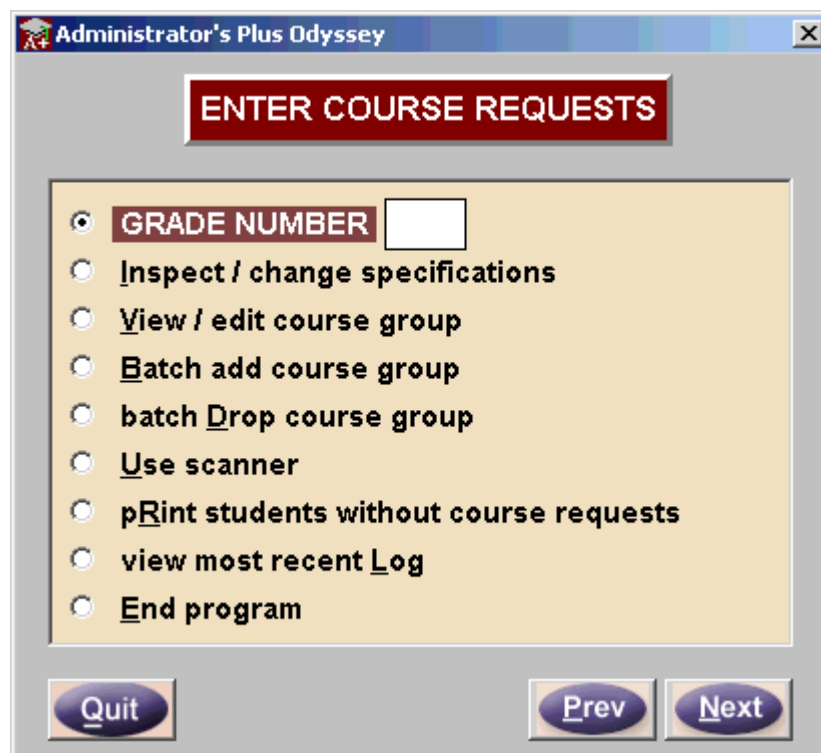 Administrator's Plus Odyssey
ENTER COURSE REQUESTS
GRADE NUMBER
Inspect / change specifications
View / edit course group
Batch add course group
batch Drop course group
Use scanner
pRint students without course requests
view most recent Log
End program
Quit
Prev
Next